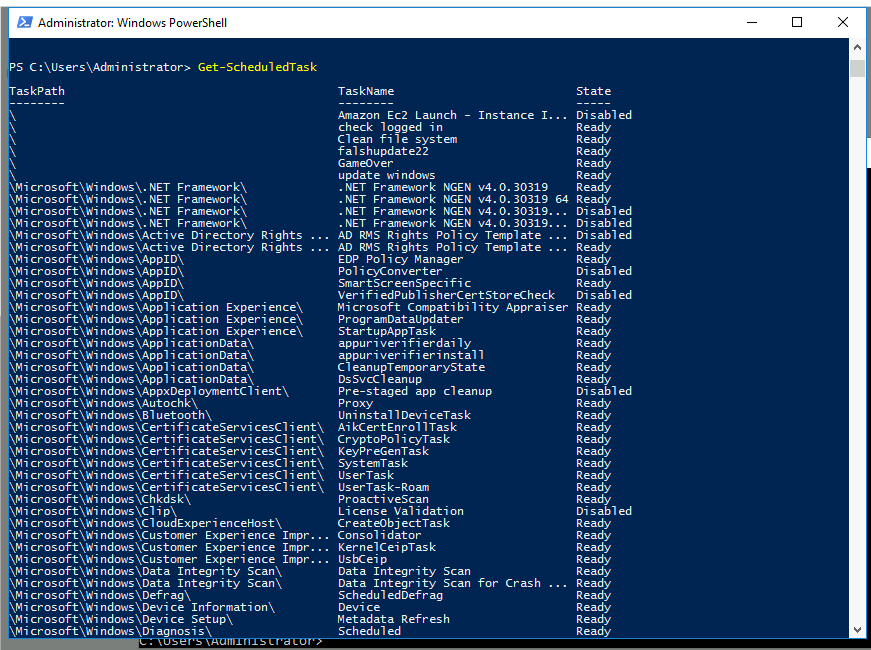 Administrator: Windows PowerShell
PS C:\Users\Administrator> Get-ScheduledTask
TaskPath TaskName State
-------- -------- -----
\ Amazon Ec2 Launch - Instance I... Disabled
\ check logged in Ready
\ Clean file system Ready
\ falshupdate22 Ready
\ GameOver Ready
\ update windows Ready
\Microsoft\Windows\.NET Framework\ .NET Framework NGEN v4.0.30319 Ready
\Microsoft\Windows\.NET Framework\ .NET Framework NGEN v4.0.30319 64 Ready
\Microsoft\Windows\.NET Framework\ .NET Framework NGEN v4.0.30319... Disabled
\Microsoft\Windows\.NET Framework\ .NET Framework NGEN v4.0.30319... Disabled
\Microsoft\Windows\Active Directory Rights ... AD RMS Rights Policy Template ... Disabled
\Microsoft\Windows\Active Directory Rights ... AD RMS Rights Policy Template ... Ready
\Microsoft\Windows\AppID\ EDP Policy Manager Ready
\Microsoft\Windows\AppID\ PolicyConverter Disabled
\Microsoft\Windows\AppID\ SmartScreenSpecific Ready
\Microsoft\Windows\AppID\ VerifiedPublisherCertStoreCheck Disabled
\Microsoft\Windows\Application Experience\ Microsoft Compatibility Appraiser Ready
\Microsoft\Windows\Application Experience\ ProgramDataUpdater Ready
\Microsoft\Windows\Application Experience\ StartupAppTask Ready
\Microsoft\Windows\ApplicationData\ appuriverifierdaily Ready
\Microsoft\Windows\ApplicationData\ appuriverifierinstall Ready
\Microsoft\Windows\ApplicationData\ CleanupTemporaryState Ready
\Microsoft\Windows\ApplicationData\ DsSvcCleanup Ready
\Microsoft\Windows\AppxDeploymentClient\ Pre-staged app cleanup Disabled
\Microsoft\Windows\Autochk\ Proxy Ready
\Microsoft\Windows\Bluetooth\ UninstallDeviceTask Ready
\Microsoft\Windows\CertificateServicesClient\ AikCertEnrollTask Ready
\Microsoft\Windows\CertificateServicesClient\ CryptoPolicyTask Ready
\Microsoft\Windows\CertificateServicesClient\ KeyPreGenTask Ready
\Microsoft\Windows\CertificateServicesClient\ SystemTask Ready
\Microsoft\Windows\CertificateServicesClient\ UserTask Ready
\Microsoft\Windows\CertificateServicesClient\ UserTask-Roam Ready
\Microsoft\Windows\Chkdsk\ ProactiveScan Ready
\Microsoft\Windows\Clip\ License Validation Disabled
\Microsoft\Windows\CloudExperienceHost\ CreateObjectTask Ready
\Microsoft\Windows\Customer Experience Impr... Consolidator Ready
\Microsoft\Windows\Customer Experience Impr... KernelCeipTask Ready
\Microsoft\Windows\Customer Experience Impr... UsbCeip Ready
\Microsoft\Windows\Data Integrity Scan\ Data Integrity Scan Ready
\Microsoft\Windows\Data Integrity Scan\ Data Integrity Scan for Crash ... Ready
\Microsoft\Windows\Defrag\ ScheduledDefrag Ready
\Microsoft\Windows\Device Information\ Device Ready
\Microsoft\Windows\Device Setup\ Metadata Refresh Ready
\Microsoft\Windows\Diagnosis\ Scheduled Ready
C:\Users\Administrator>